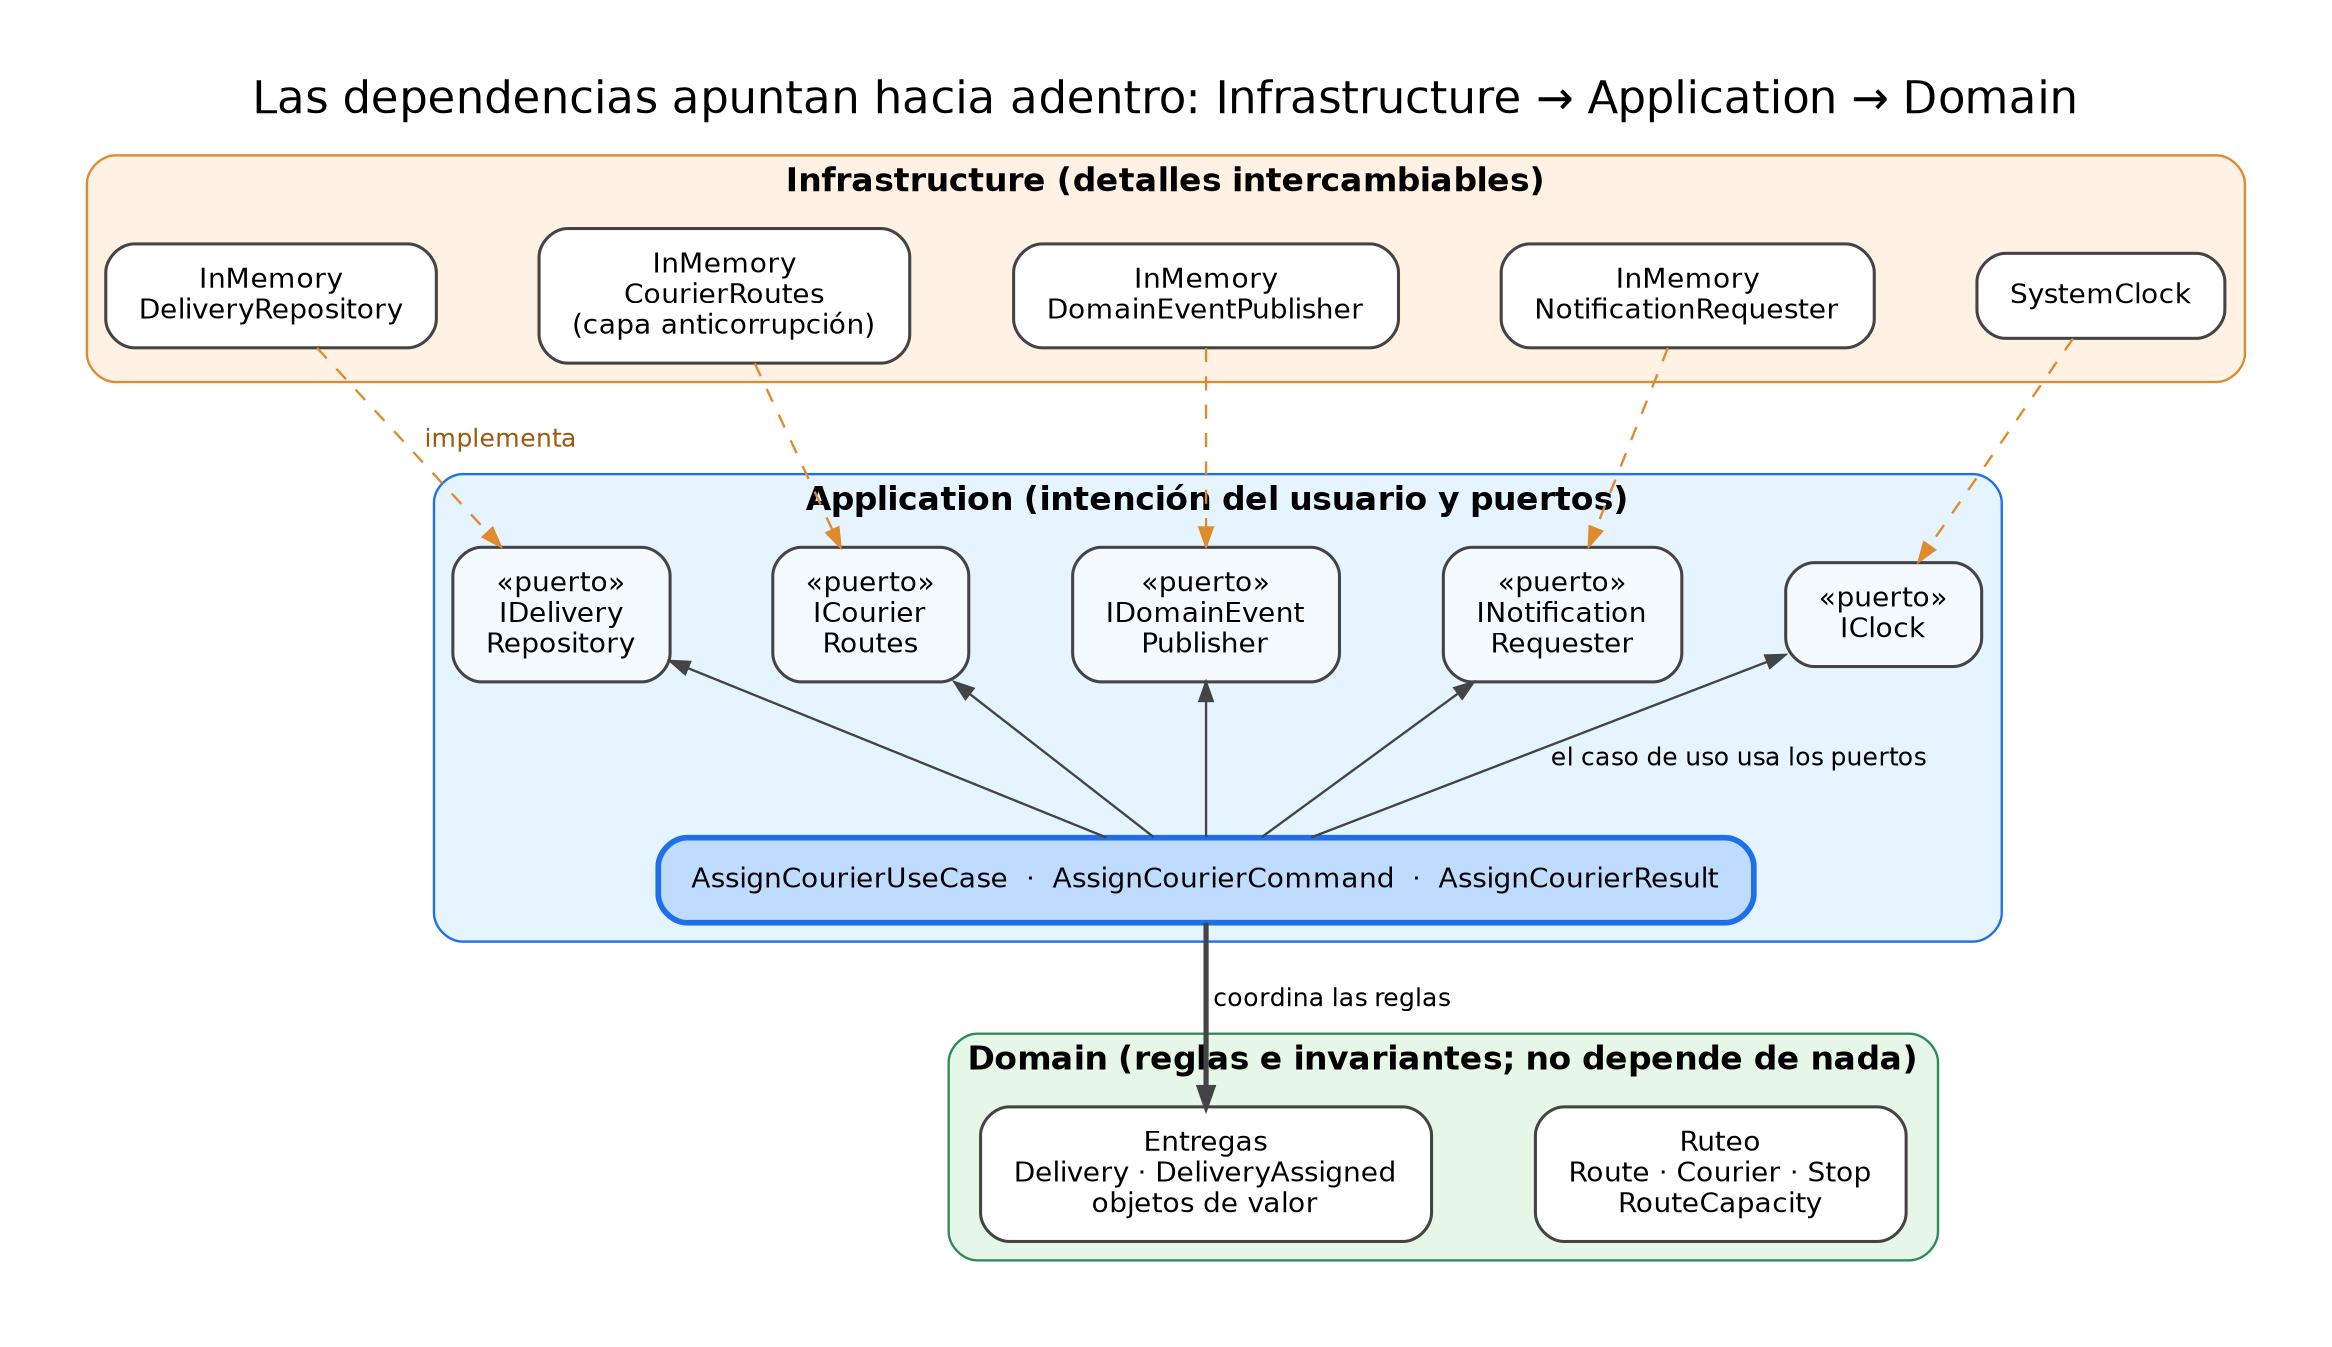 Las dependencias apuntan hacia adentro: Infrastructure → Application → Domain
Infrastructure (detalles intercambiables)
InMemory
DeliveryRepository
InMemory
CourierRoutes
(capa anticorrupción)
InMemory
DomainEventPublisher
InMemory
NotificationRequester
SystemClock
implementa
Application (intención del usuario y puertos)
«puerto»
IDelivery
Repository
«puerto»
ICourier
Routes
«puerto»
IDomainEvent
Publisher
«puerto»
INotification
Requester
«puerto»
IClock
el caso de uso usa los puertos
AssignCourierUseCase · AssignCourierCommand · AssignCourierResult
coordina las reglas
Domain (reglas e invariantes; no depende de nada)
Entregas
Delivery · DeliveryAssigned
objetos de valor
Ruteo
Route · Courier · Stop
RouteCapacity